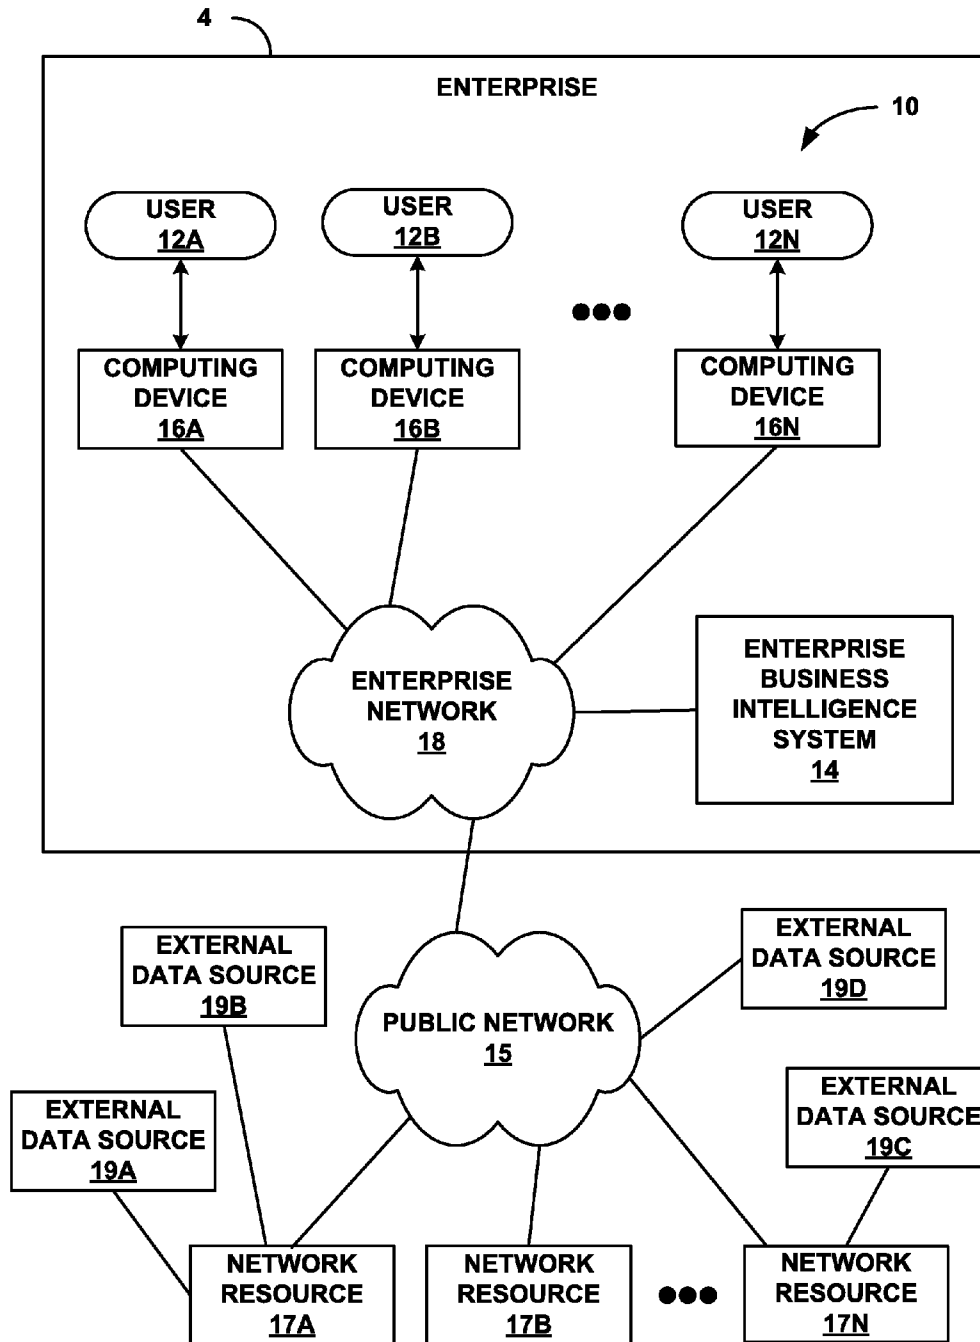 4
ENTERPRISE
10
USER
12A
USER
12B
USER
12N
COMPUTING
DEVICE
16A
COMPUTING
DEVICE
16B
COMPUTING
DEVICE
16N
ENTERPRISE
NETWORK
18
ENTERPRISE
BUSINESS
INTELLIGENCE
SYSTEM
14
EXTERNAL
DATA SOURCE
19B
EXTERNAL
DATA SOURCE
19D
PUBLIC NETWORK
15
EXTERNAL
DATA SOURCE
19A
EXTERNAL
DATA SOURCE
19C
NETWORK
RESOURCE
17A
NETWORK
RESOURCE
17B
NETWORK
RESOURCE
17N